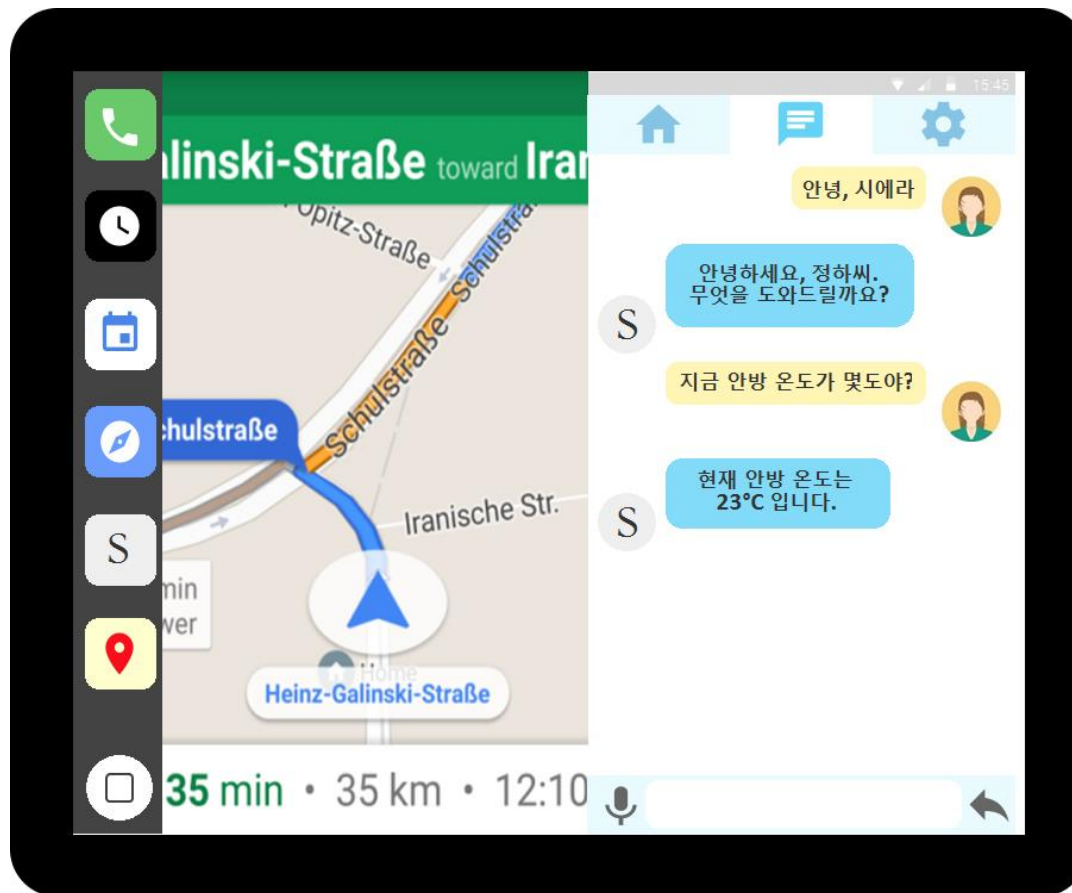 alinski-Straße toward Iran
Opitz-Straße
Schulstraße
Schulstraße
chulstraße
Iranische Str.
min
wer
Home
Heinz-Galinski-Straße
35 min • 35 km • 12:10
S
15:45
안녕, 시에라
안녕하세요, 정하씨.
무엇을 도와드릴까요?
S
지금 안방 온도가 몇도야?
현재 안방 온도는
23°C 입니다.
S